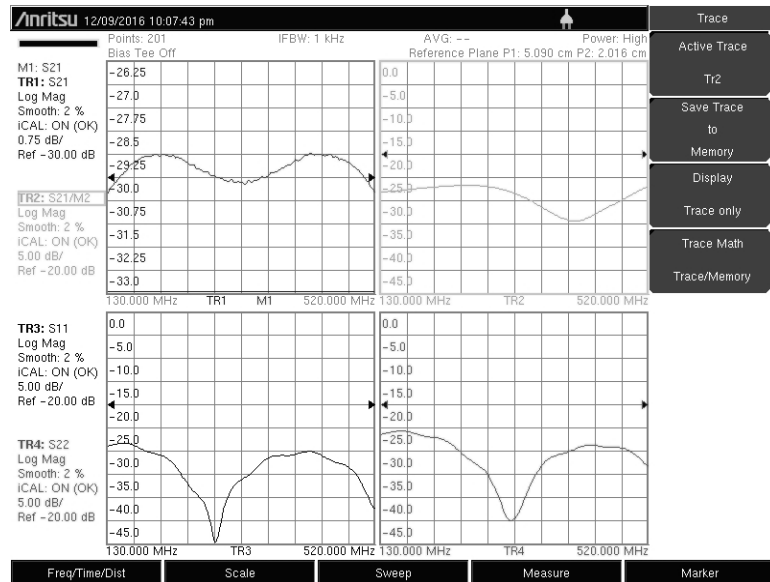 Anritsu 12/09/2016 10:07:43 pm
Trace
Points: 201 IFBW: 1 kHz AVG: -- Power: High
Bias Tee Off Reference Plane P1: 5.090 cm P2: 2.016 cm
M1: S21
TR1: S21
Log Mag
Smooth: 2 %
iCAL: ON (OK)
0.75 dB/
Ref -30.00 dB
TR2: S21/M2
Log Mag
Smooth: 2 %
iCAL: ON (OK)
5.00 dB/
Ref -20.00 dB
-26.25
-27.0
-27.75
-28.5
-29.25
-30.0
-30.75
-31.5
-32.25
-33.0
130.000 MHz TR1 M1 520.000 MHz
0.0
-5.0
-10.0
-15.0
-20.0
-25.0
-30.0
-35.0
-40.0
-45.0
130.000 MHz TR2 520.000 MHz
Active Trace
Tr2
Save Trace
to
Memory
Display
Trace only
Trace Math
Trace/Memory
TR3: S11
Log Mag
Smooth: 2 %
iCAL: ON (OK)
5.00 dB/
Ref -20.00 dB
TR4: S22
Log Mag
Smooth: 2 %
iCAL: ON (OK)
5.00 dB/
Ref -20.00 dB
0.0
-5.0
-10.0
-15.0
-20.0
-25.0
-30.0
-35.0
-40.0
-45.0
130.000 MHz TR3 520.000 MHz
0.0
-5.0
-10.0
-15.0
-20.0
-25.0
-30.0
-35.0
-40.0
-45.0
130.000 MHz TR4 520.000 MHz
Freq/Time/Dist Scale Sweep Measure Marker